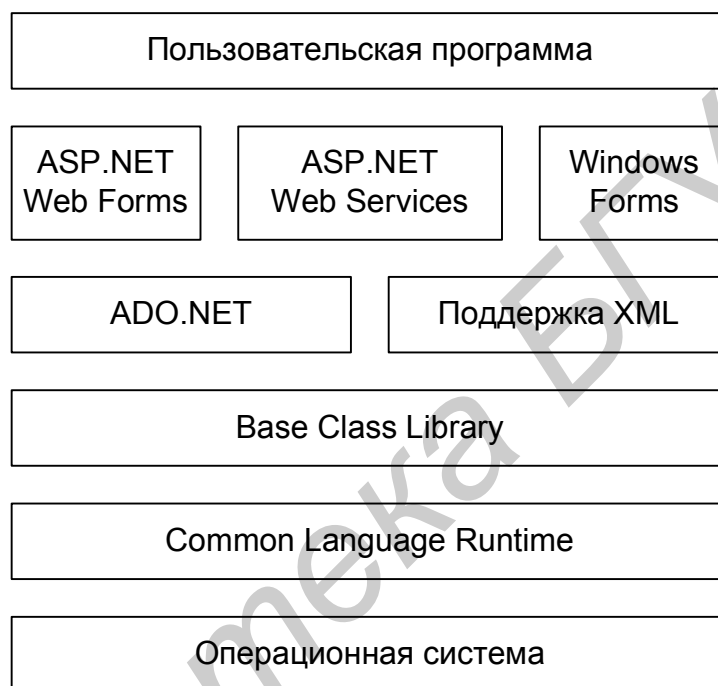 Пользовательская программа
ASP.NET
Web Forms
ASP.NET
Web Services
Windows
Forms
ADO.NET
Поддержка XML
Base Class Library
Common Language Runtime
Операционная система